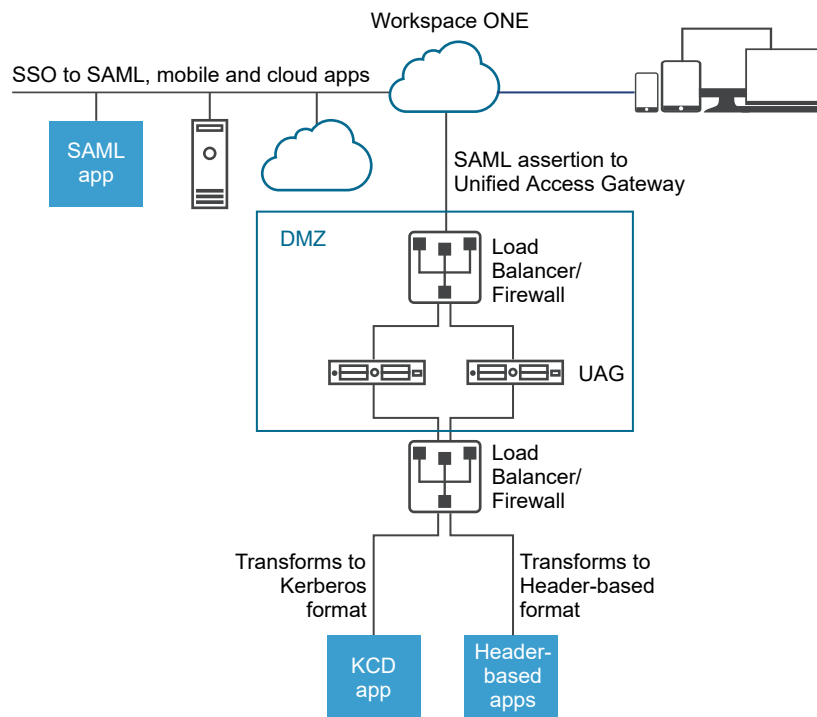 Workspace ONE
SSO to SAML, mobile and cloud apps
SAML
app
SAML assertion to
Unified Access Gateway
DMZ
Load
Balancer/
Firewall
UAG
Load
Balancer/
Firewall
Transforms to
Kerberos
format
Transforms to
Header-based
format
KCD
app
Header-
based
apps